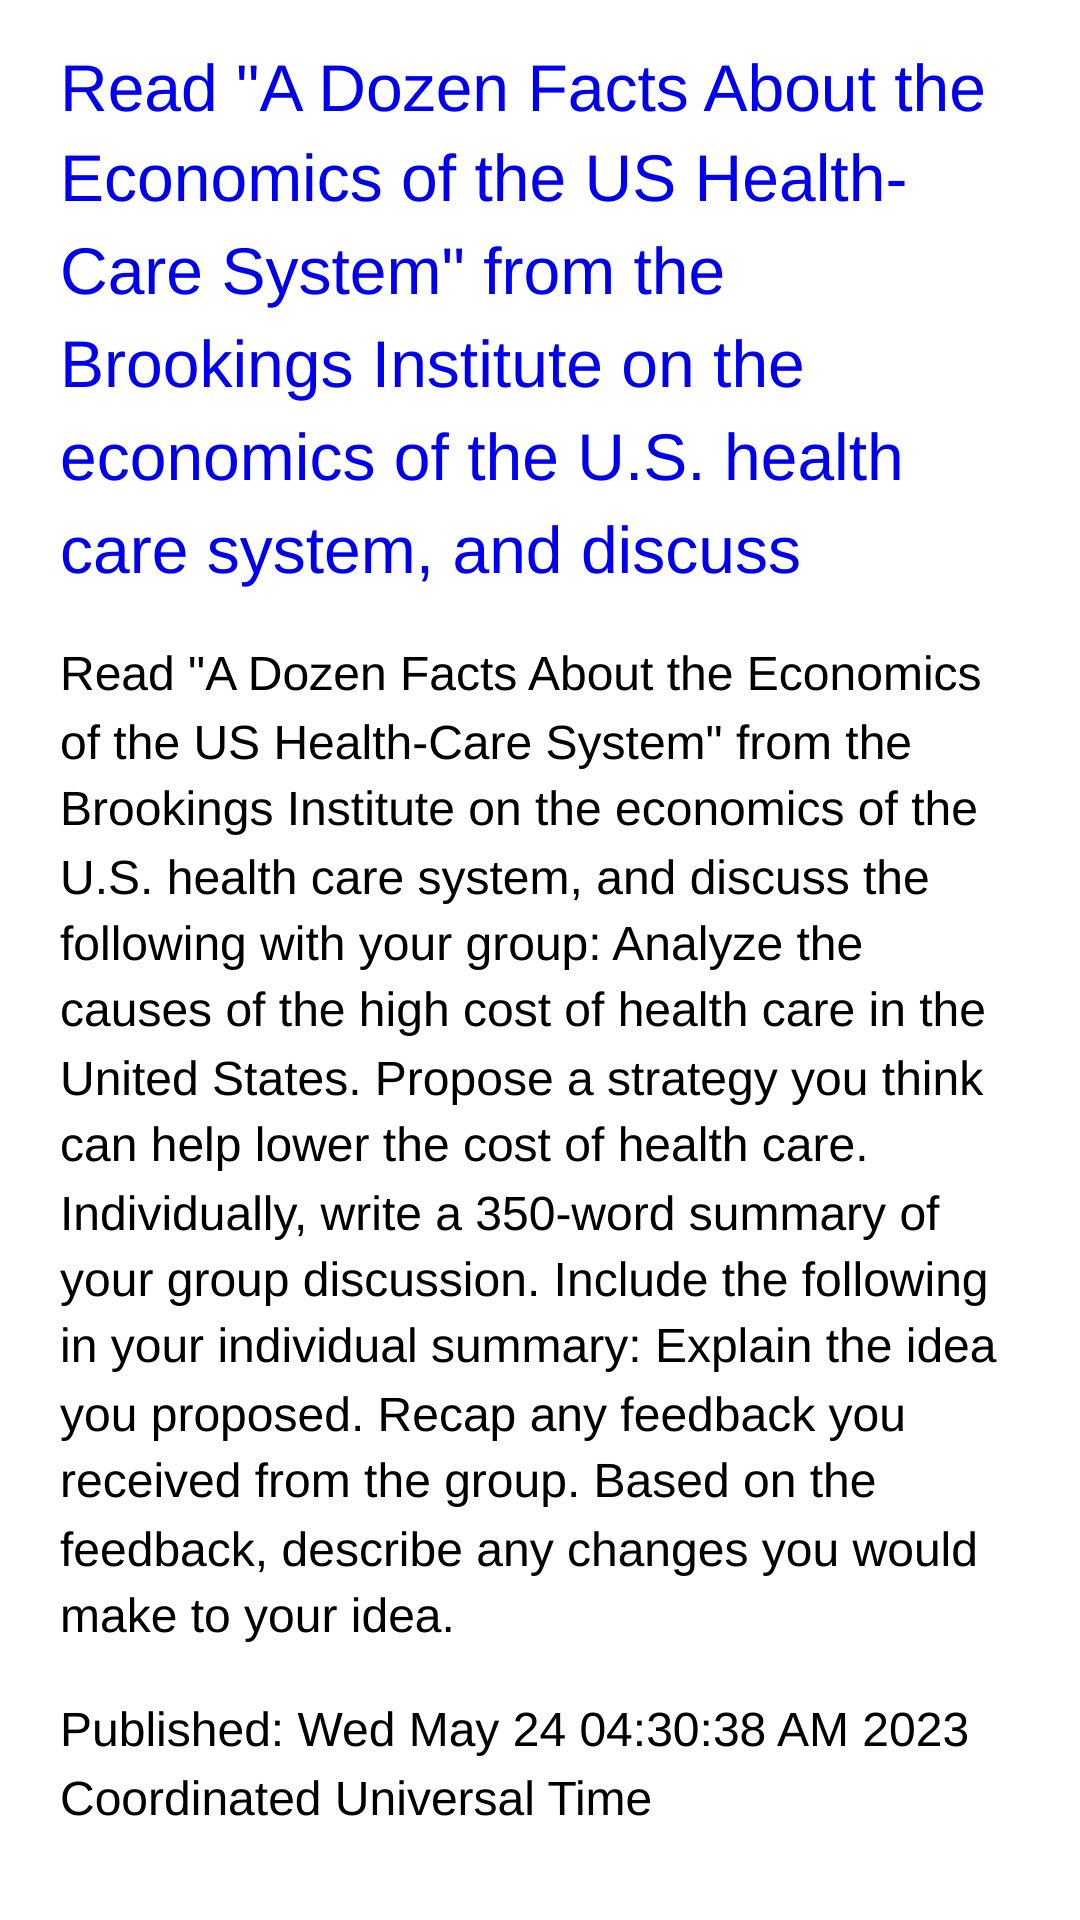 Read "A Dozen Facts About the
Economics of the US Health-
Care System" from the
Brookings Institute on the
economics of the U.S. health
care system, and discuss
Read "A Dozen Facts About the Economics
of the US Health-Care System" from the
Brookings Institute on the economics of the
U.S. health care system, and discuss the
following with your group: Analyze the
causes of the high cost of health care in the
United States. Propose a strategy you think
can help lower the cost of health care.
Individually, write a 350-word summary of
your group discussion. Include the following
in your individual summary: Explain the idea
you proposed. Recap any feedback you
received from the group. Based on the
feedback, describe any changes you would
make to your idea.
Published: Wed May 24 04:30:38 AM 2023
Coordinated Universal Time